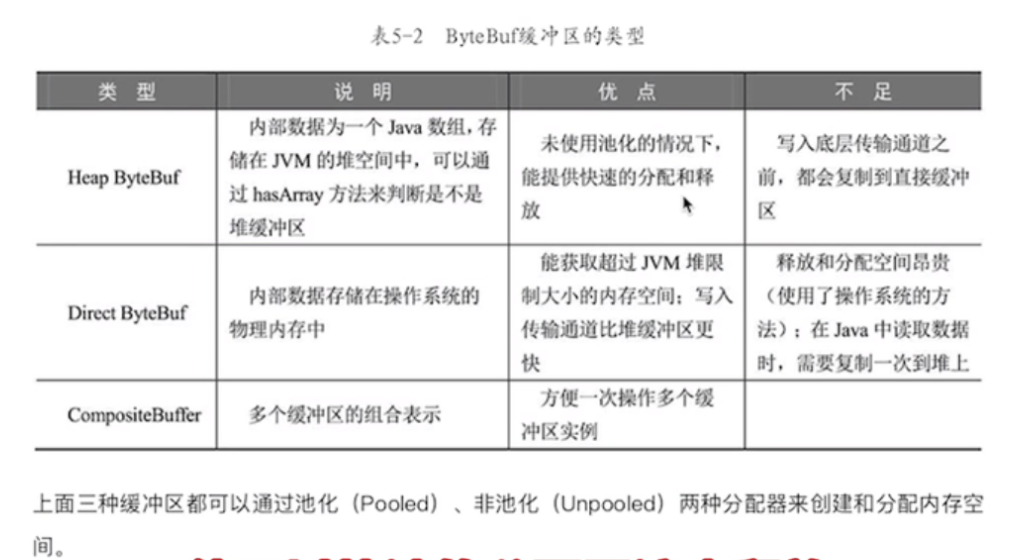 表5-2 ByteBuf缓冲区的类型
类 型 说 明 优 点 不 足
Heap ByteBuf
内部数据为一个 Java 数组，存
储在 JVM 的堆空间中，可以通
过 hasArray 方法来判断是不是
堆缓冲区
未使用池化的情况下，
能提供快速的分配和释
放
写入底层传输通道之
前，都会复制到直接缓冲
区
Direct ByteBuf
内部数据存储在操作系统的
物理内存中
能获取超过 JVM 堆限
制大小的内存空间；写入
传输通道比堆缓冲区更
快
释放和分配空间昂贵
（使用了操作系统的方
法）；在 Java 中读取数据
时，需要复制一次到堆上
CompositeBuffer
多个缓冲区的组合表示
方便一次操作多个缓
冲区实例
上面三种缓冲区都可以通过池化（Pooled）、非池化（Unpooled）两种分配器来创建和分配内存空
间。